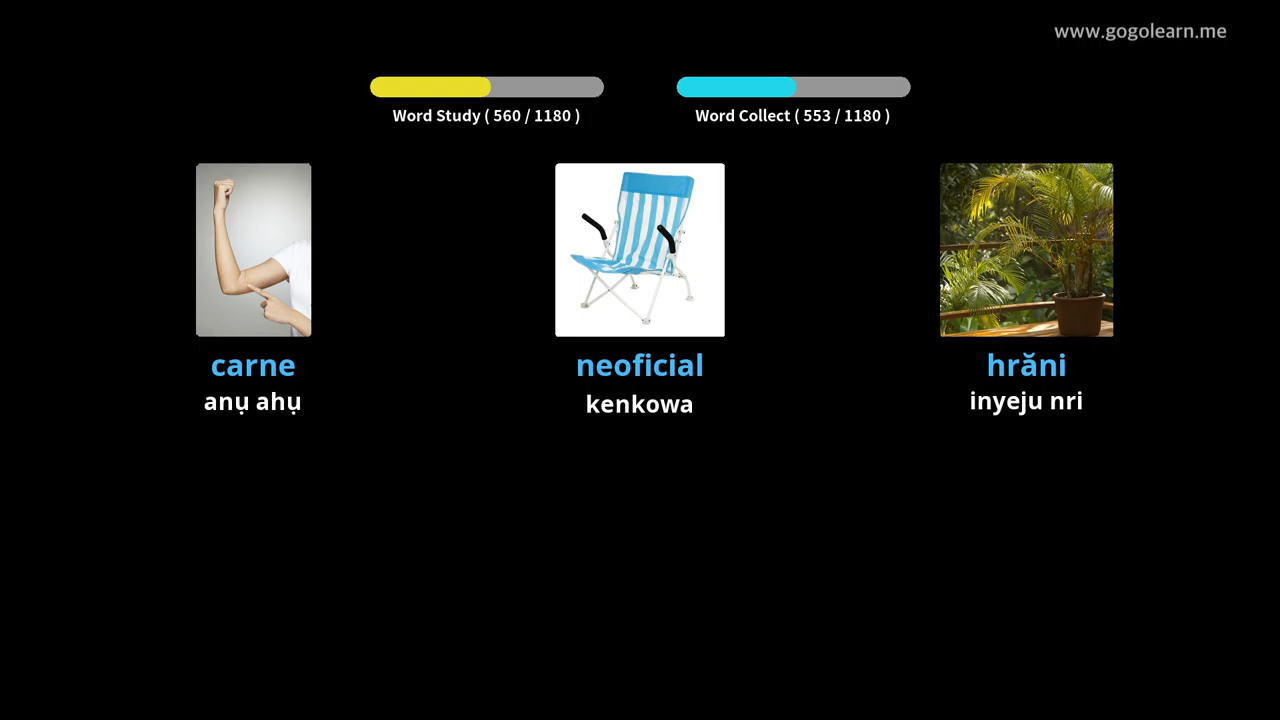 www.gogolearn.me
Word Study ( 560 / 1180 )
Word Collect ( 553 / 1180 )
carne
neoficial
hrăni
anụ ahụ
kenkowa
inyeju nri